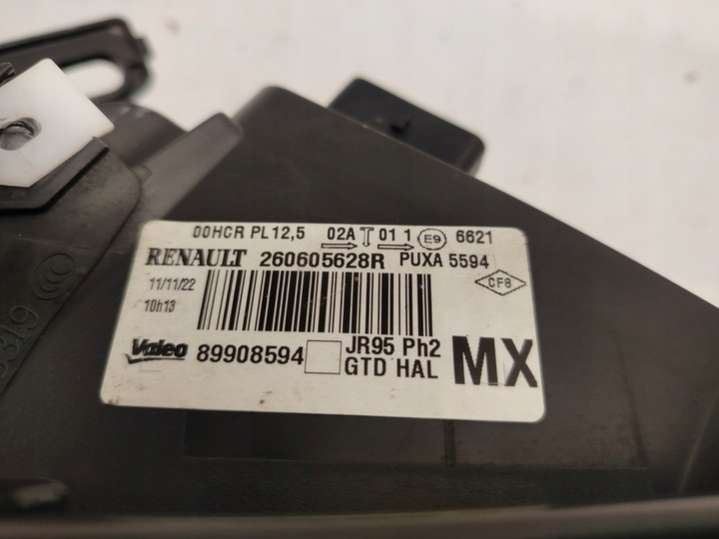 00HCR PL12,5 02A 01 1 E9 6621
RENAULT 260605628R PUXA 5594
11/11/22
10h13
CF8
Valeo 89908594 JR95 Ph2
GTD HAL
MX